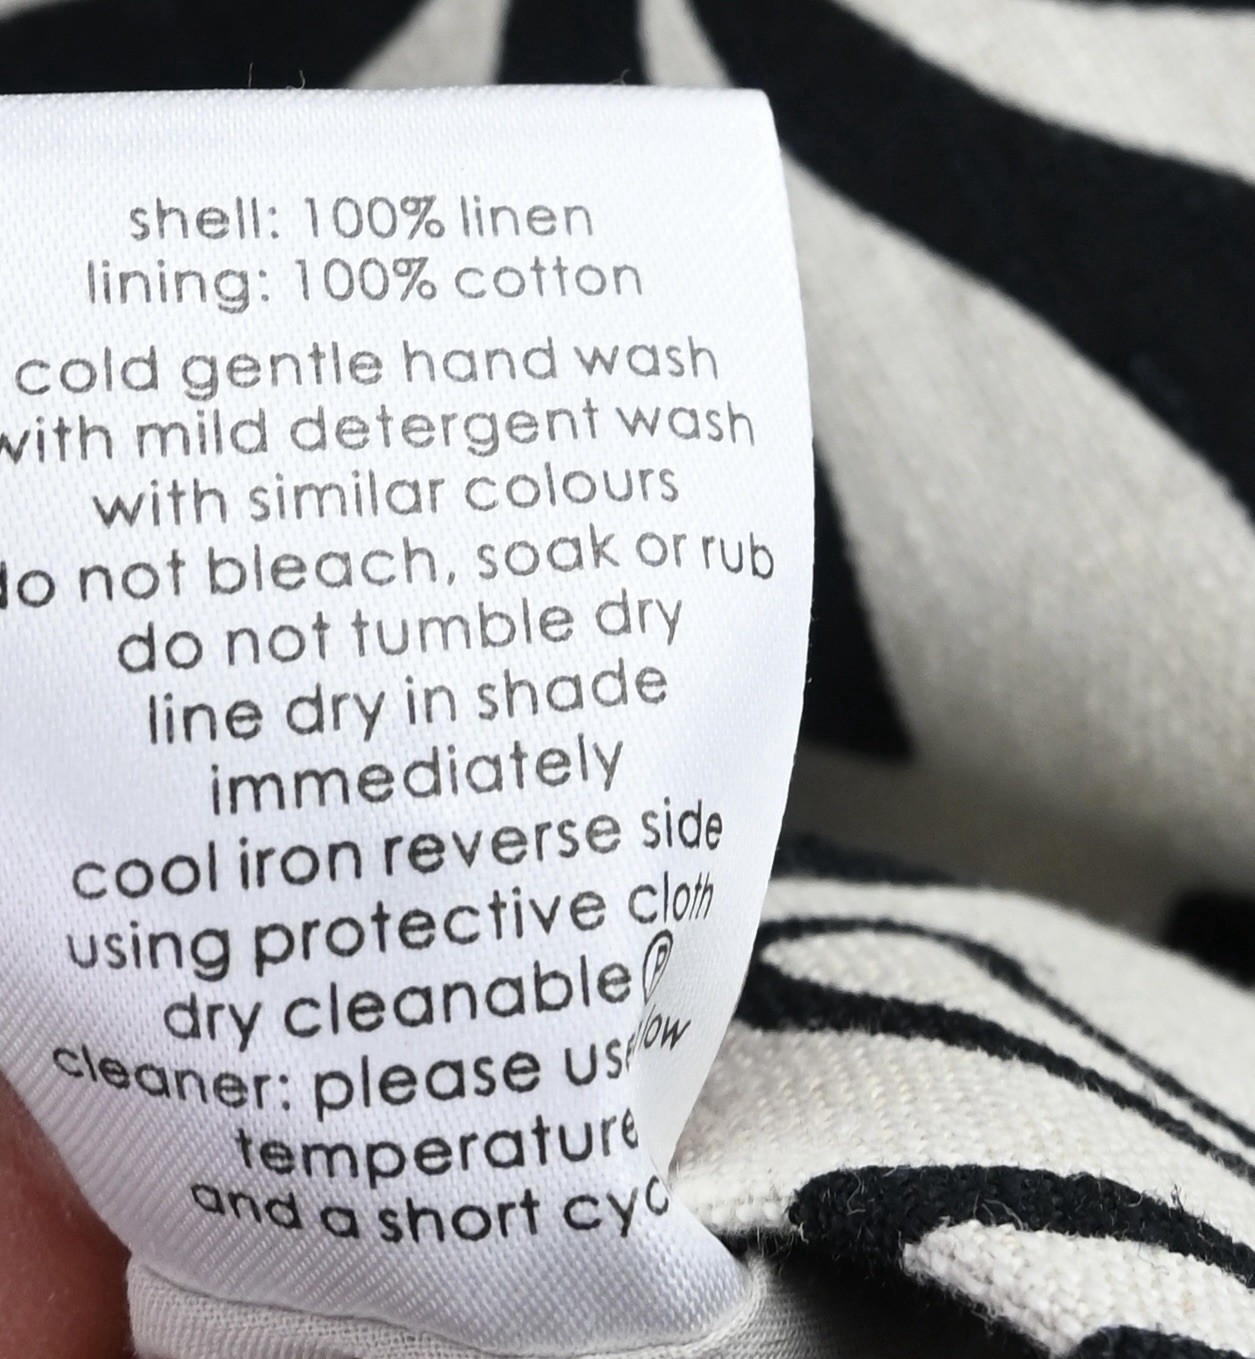 shell: 100% linen
lining: 100% cotton
cold gentle hand wash
with mild detergent wash
with similar colours
do not bleach, soak or rub
do not tumble dry
line dry in shade
immediately
cool iron reverse side
using protective cloth
dry cleanable Ⓟ
cleaner: please use low
temperature
and a short cyc